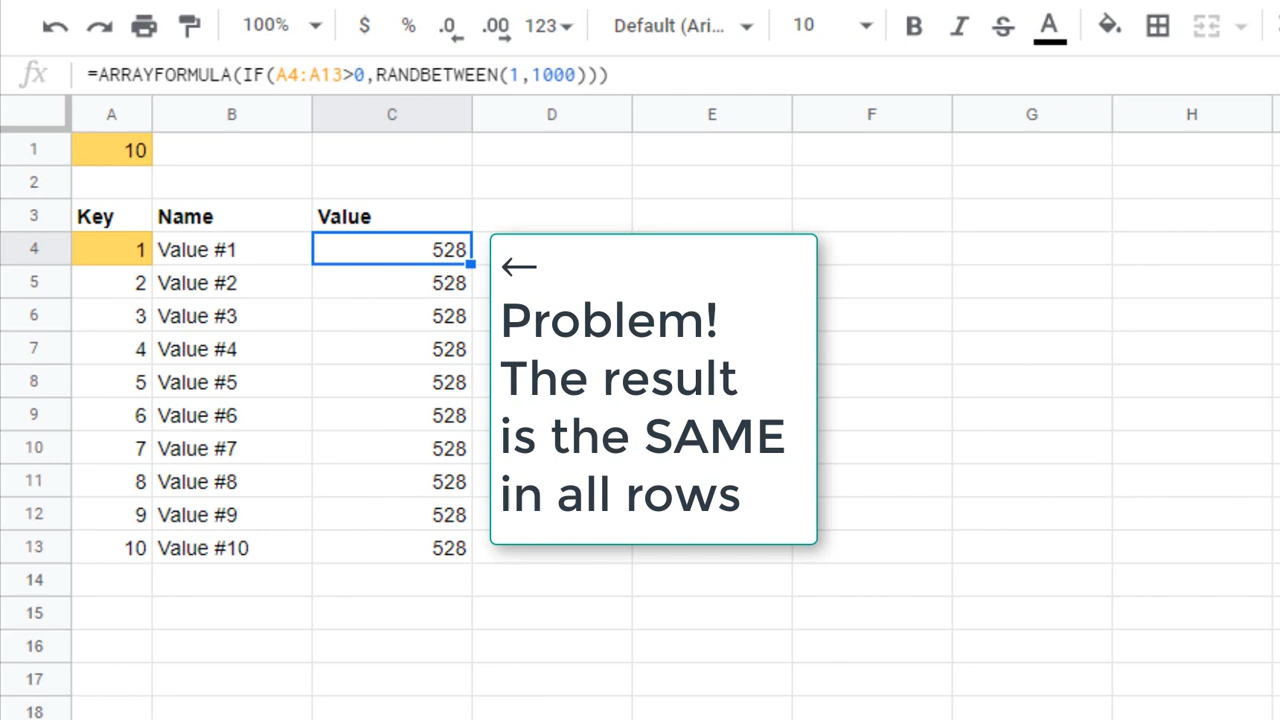 100% $ % .0 .00 123 Default (Ari... 10 B I S A
fx =ARRAYFORMULA(IF(A4:A13>0,RANDBETWEEN(1,1000)))
A B C D E F G H
1 10
2
3 Key Name Value
4 1 Value #1 528
5 2 Value #2 528
6 3 Value #3 528
7 4 Value #4 528
8 5 Value #5 528
9 6 Value #6 528
10 7 Value #7 528
11 8 Value #8 528
12 9 Value #9 528
13 10 Value #10 528
14
15
16
17
18
←
Problem!
The result
is the SAME
in all rows